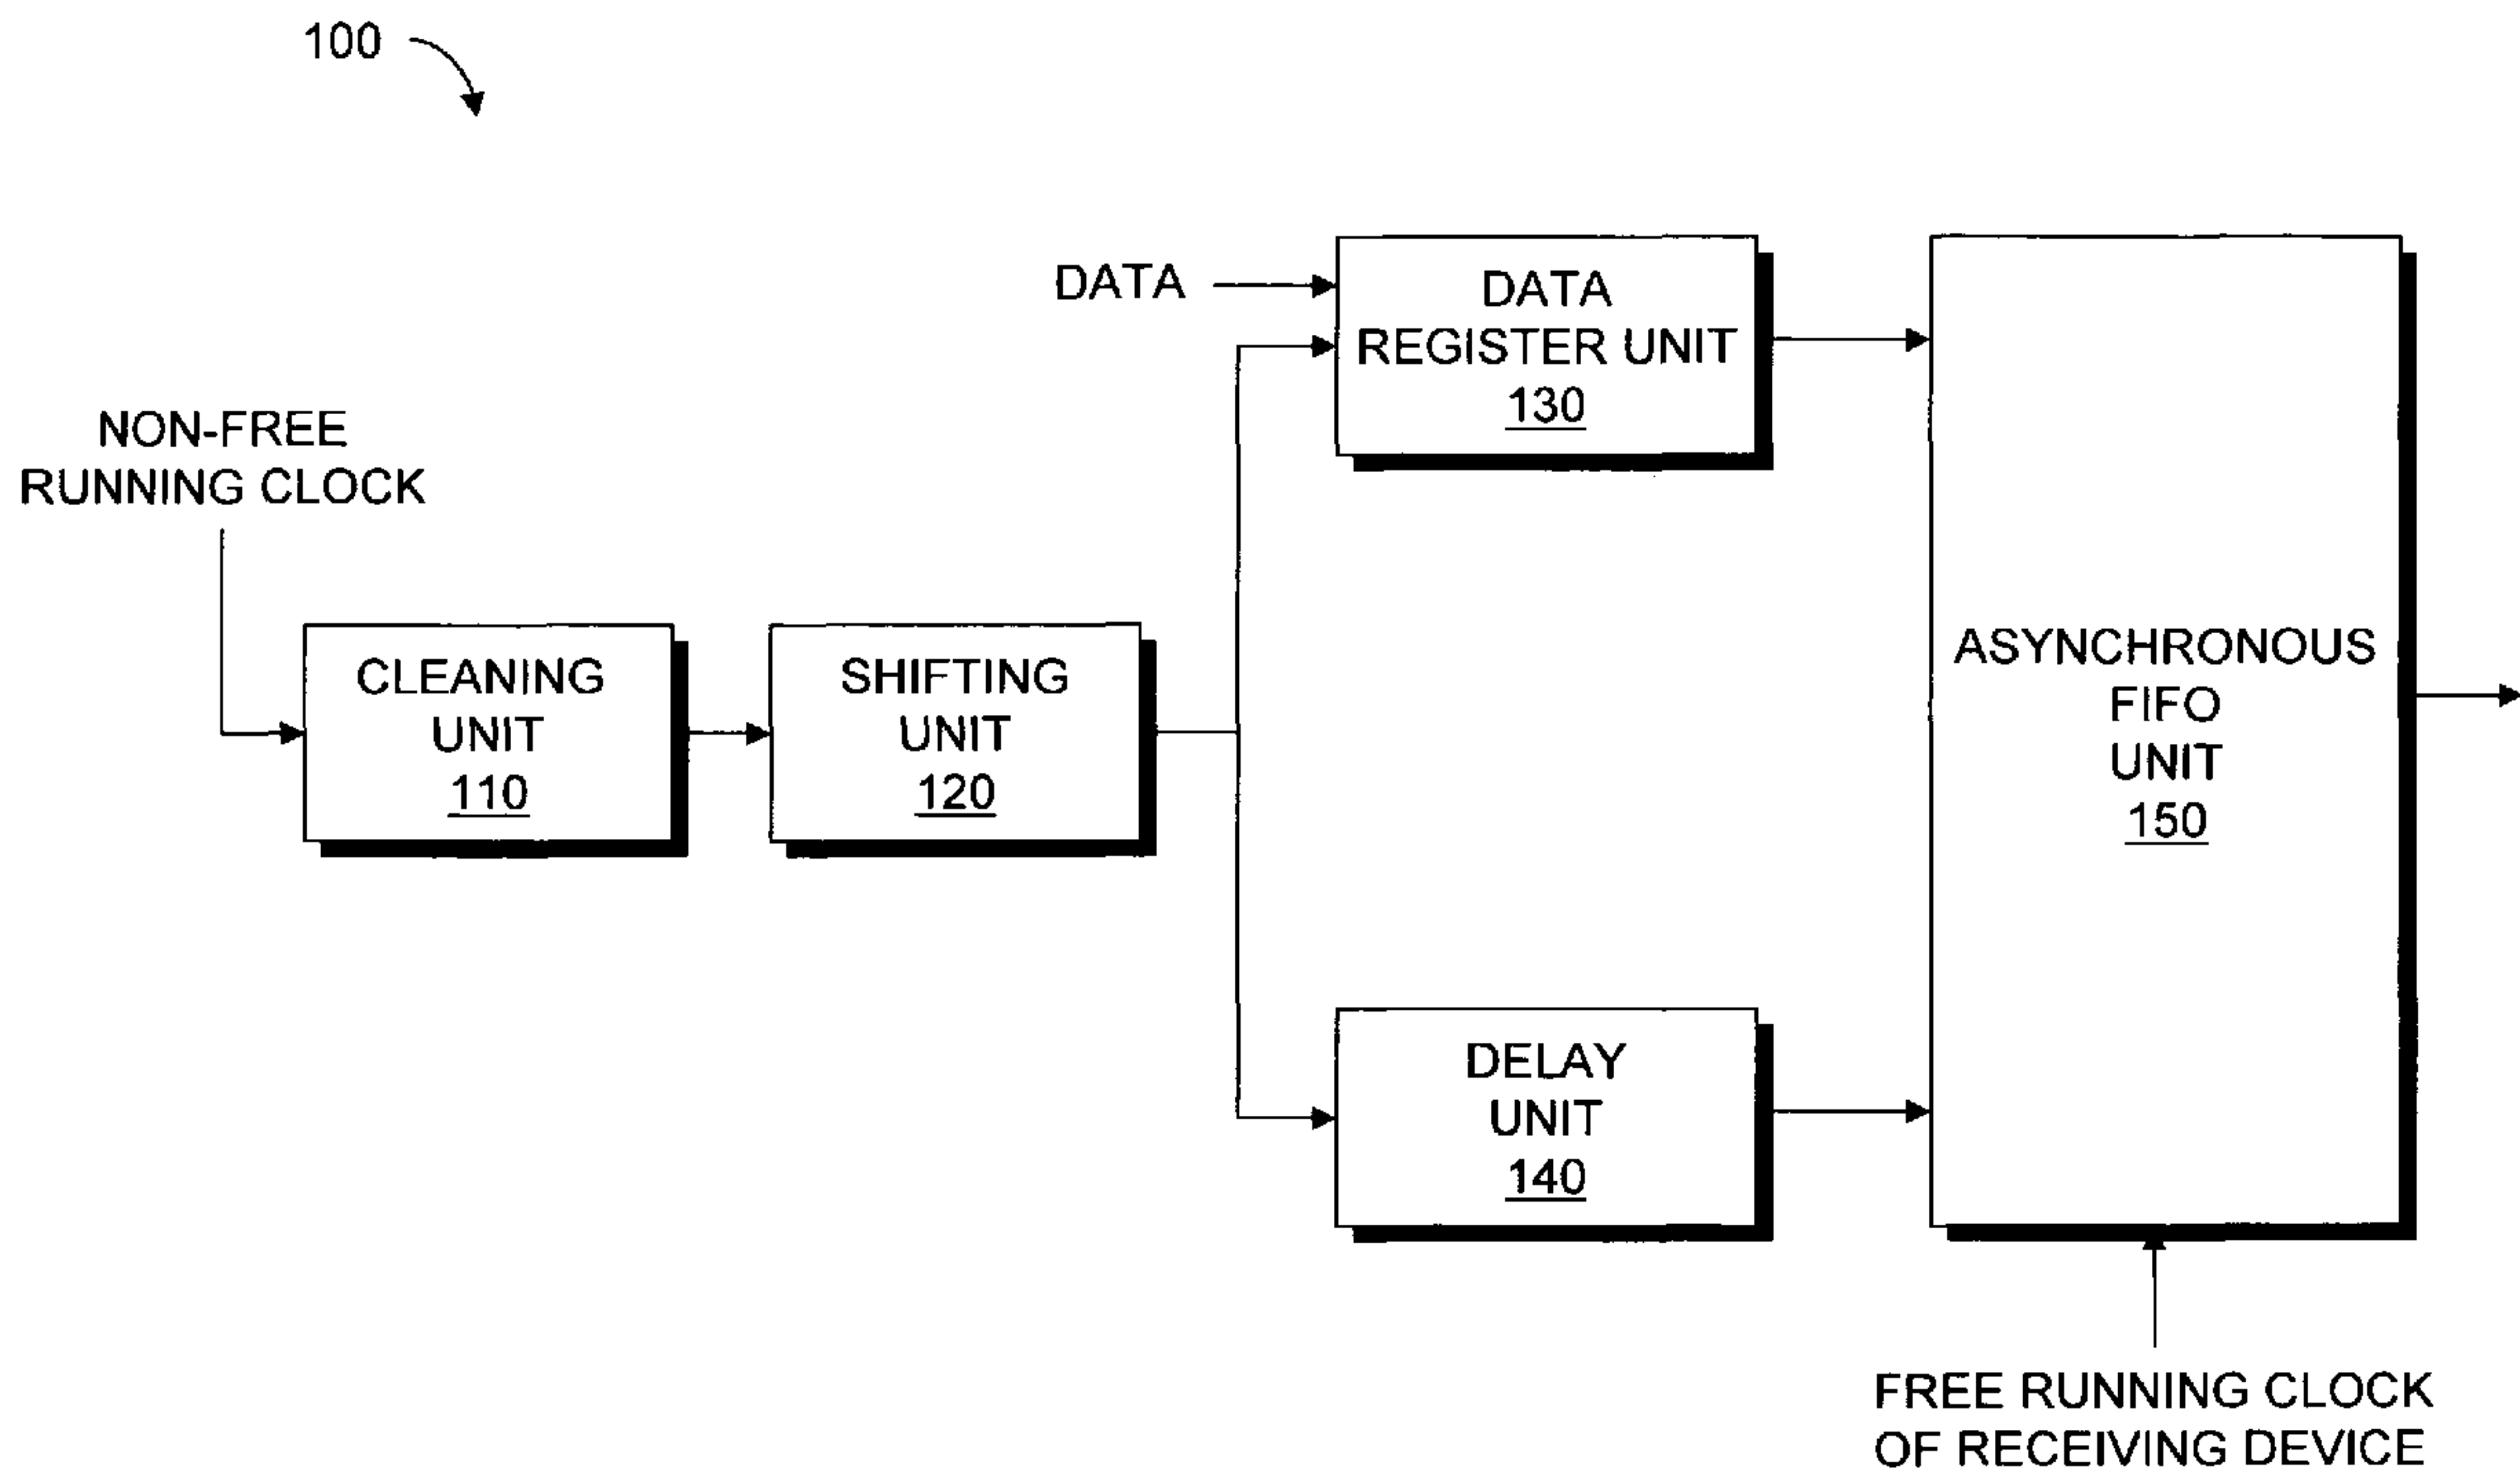 100
DATA
DATA
REGISTER UNIT
130
NON-FREE
RUNNING CLOCK
CLEANING
UNIT
110
SHIFTING
UNIT
120
ASYNCHRONOUS
FIFO
UNIT
150
DELAY
UNIT
140
FREE RUNNING CLOCK
OF RECEIVING DEVICE